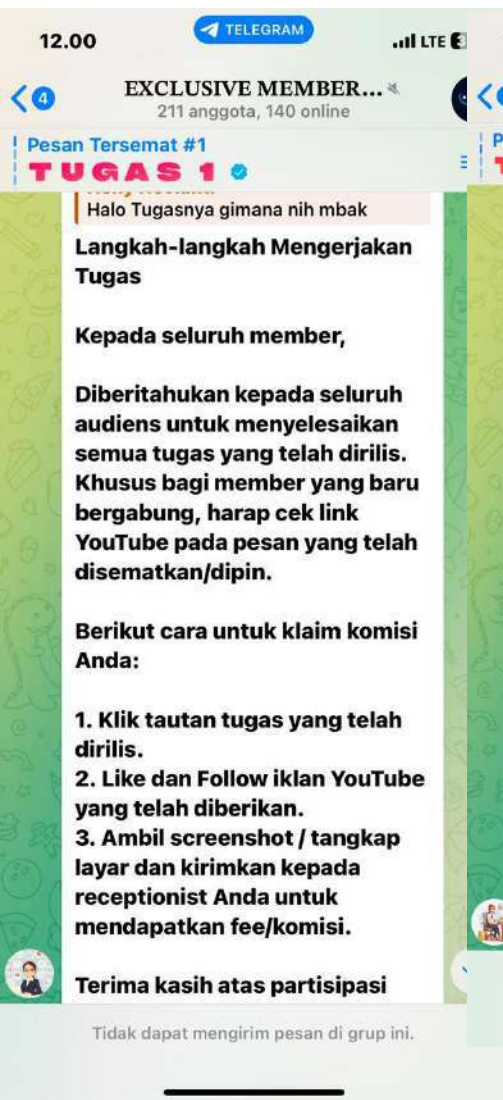 12.00
TELEGRAM
LTE
4
EXCLUSIVE MEMBER...
211 anggota, 140 online
Pesan Tersemat #1
TUGAS 1
Halo Tugasnya gimana nih mbak
Langkah-langkah Mengerjakan
Tugas
Kepada seluruh member,
Diberitahukan kepada seluruh
audiens untuk menyelesaikan
semua tugas yang telah dirilis.
Khusus bagi member yang baru
bergabung, harap cek link
YouTube pada pesan yang telah
disematkan/dipin.
Berikut cara untuk klaim komisi
Anda:
1. Klik tautan tugas yang telah
dirilis.
2. Like dan Follow iklan YouTube
yang telah diberikan.
3. Ambil screenshot / tangkap
layar dan kirimkan kepada
receptionist Anda untuk
mendapatkan fee/komisi.
Terima kasih atas partisipasi
Tidak dapat mengirim pesan di grup ini.